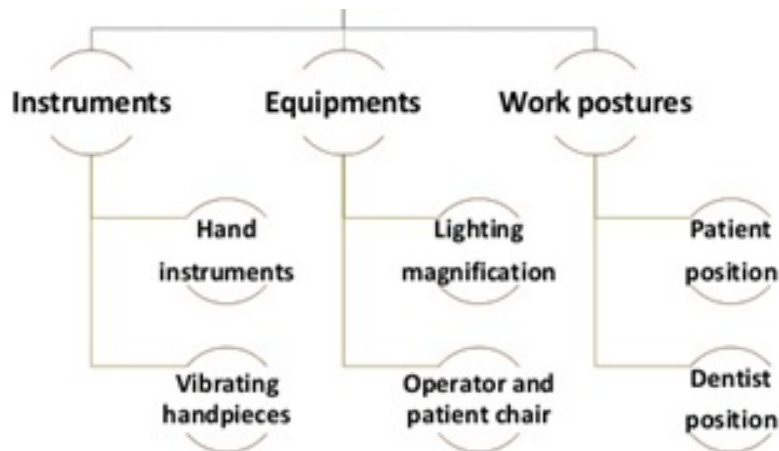 Instruments
Equipments
Work postures
Hand
instruments
Lighting
magnification
Patient
position
Vibrating
handpieces
Operator and
patient chair
Dentist
position